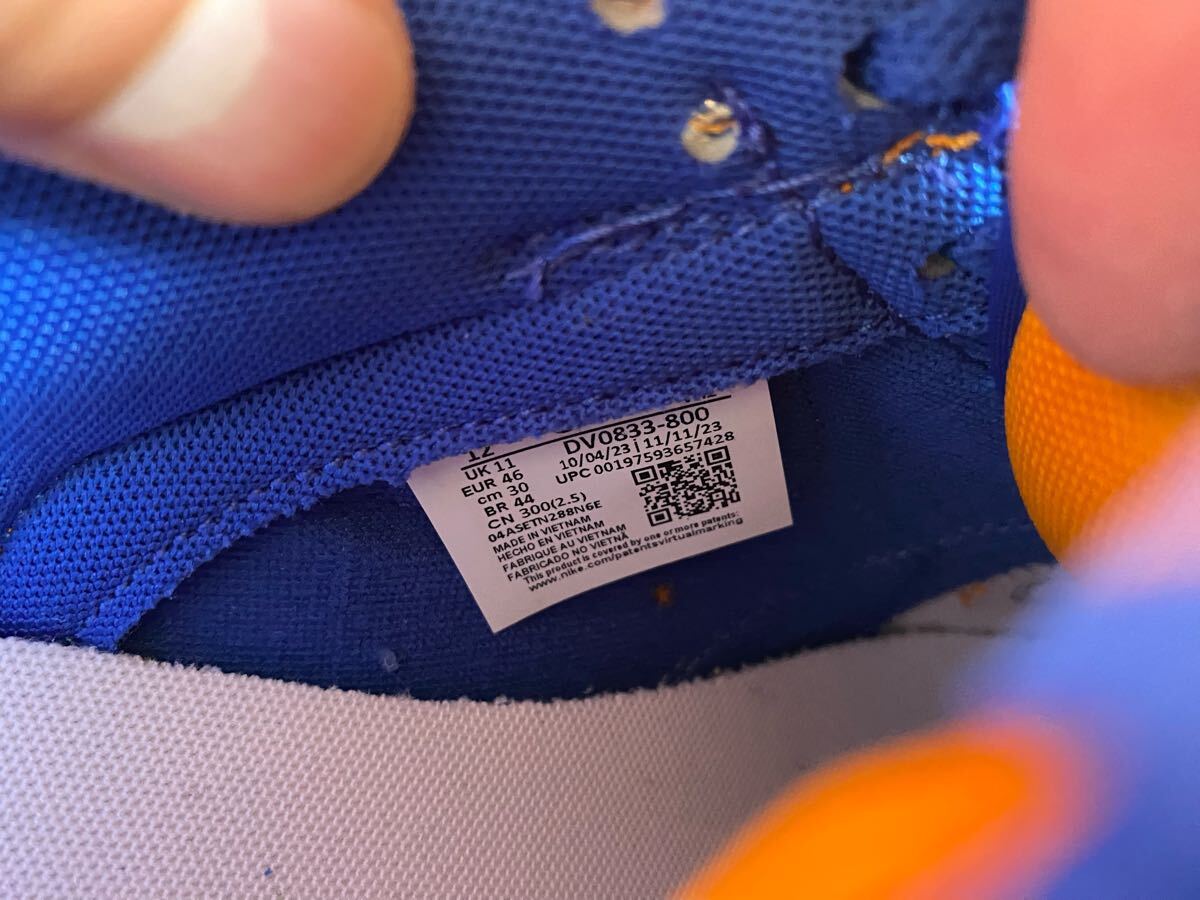 12
UK 11
EUR 46
cm 30
BR 44
CN 300(2.5)
04ASETN288N6E
DV0833-800
10/04/23 | 11/11/23
UPC 00197593657428
MADE IN VIETNAM
HECHO EN VIETNAM
FABRIQUE AU VIETNAM
FABRICADO NO VIETNÃ
This product is covered by one or more patents:
www.nike.com/patentsvirtualmarking